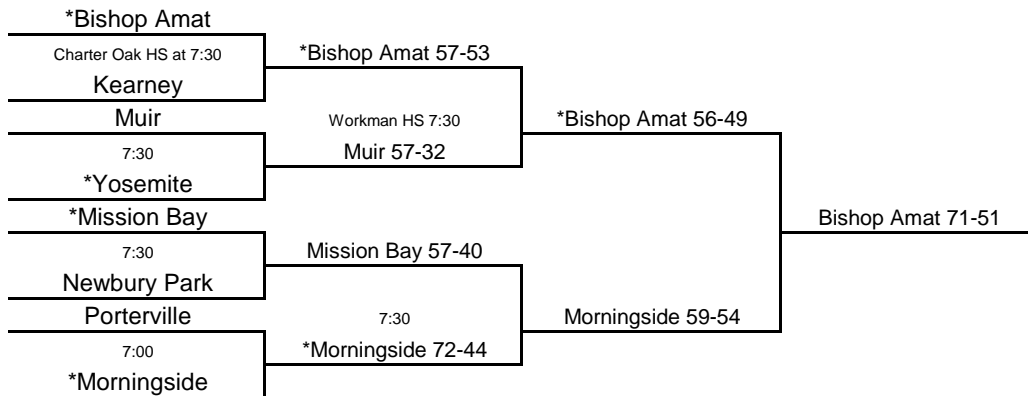 *Bishop Amat
Charter Oak HS at 7:30
*Bishop Amat 57-53
Kearney
Muir
Workman HS 7:30
*Bishop Amat 56-49
7:30
Muir 57-32
*Yosemite
*Mission Bay
Bishop Amat 71-51
7:30
Mission Bay 57-40
Newbury Park
Porterville
7:30
Morningside 59-54
7:00
*Morningside 72-44
*Morningside